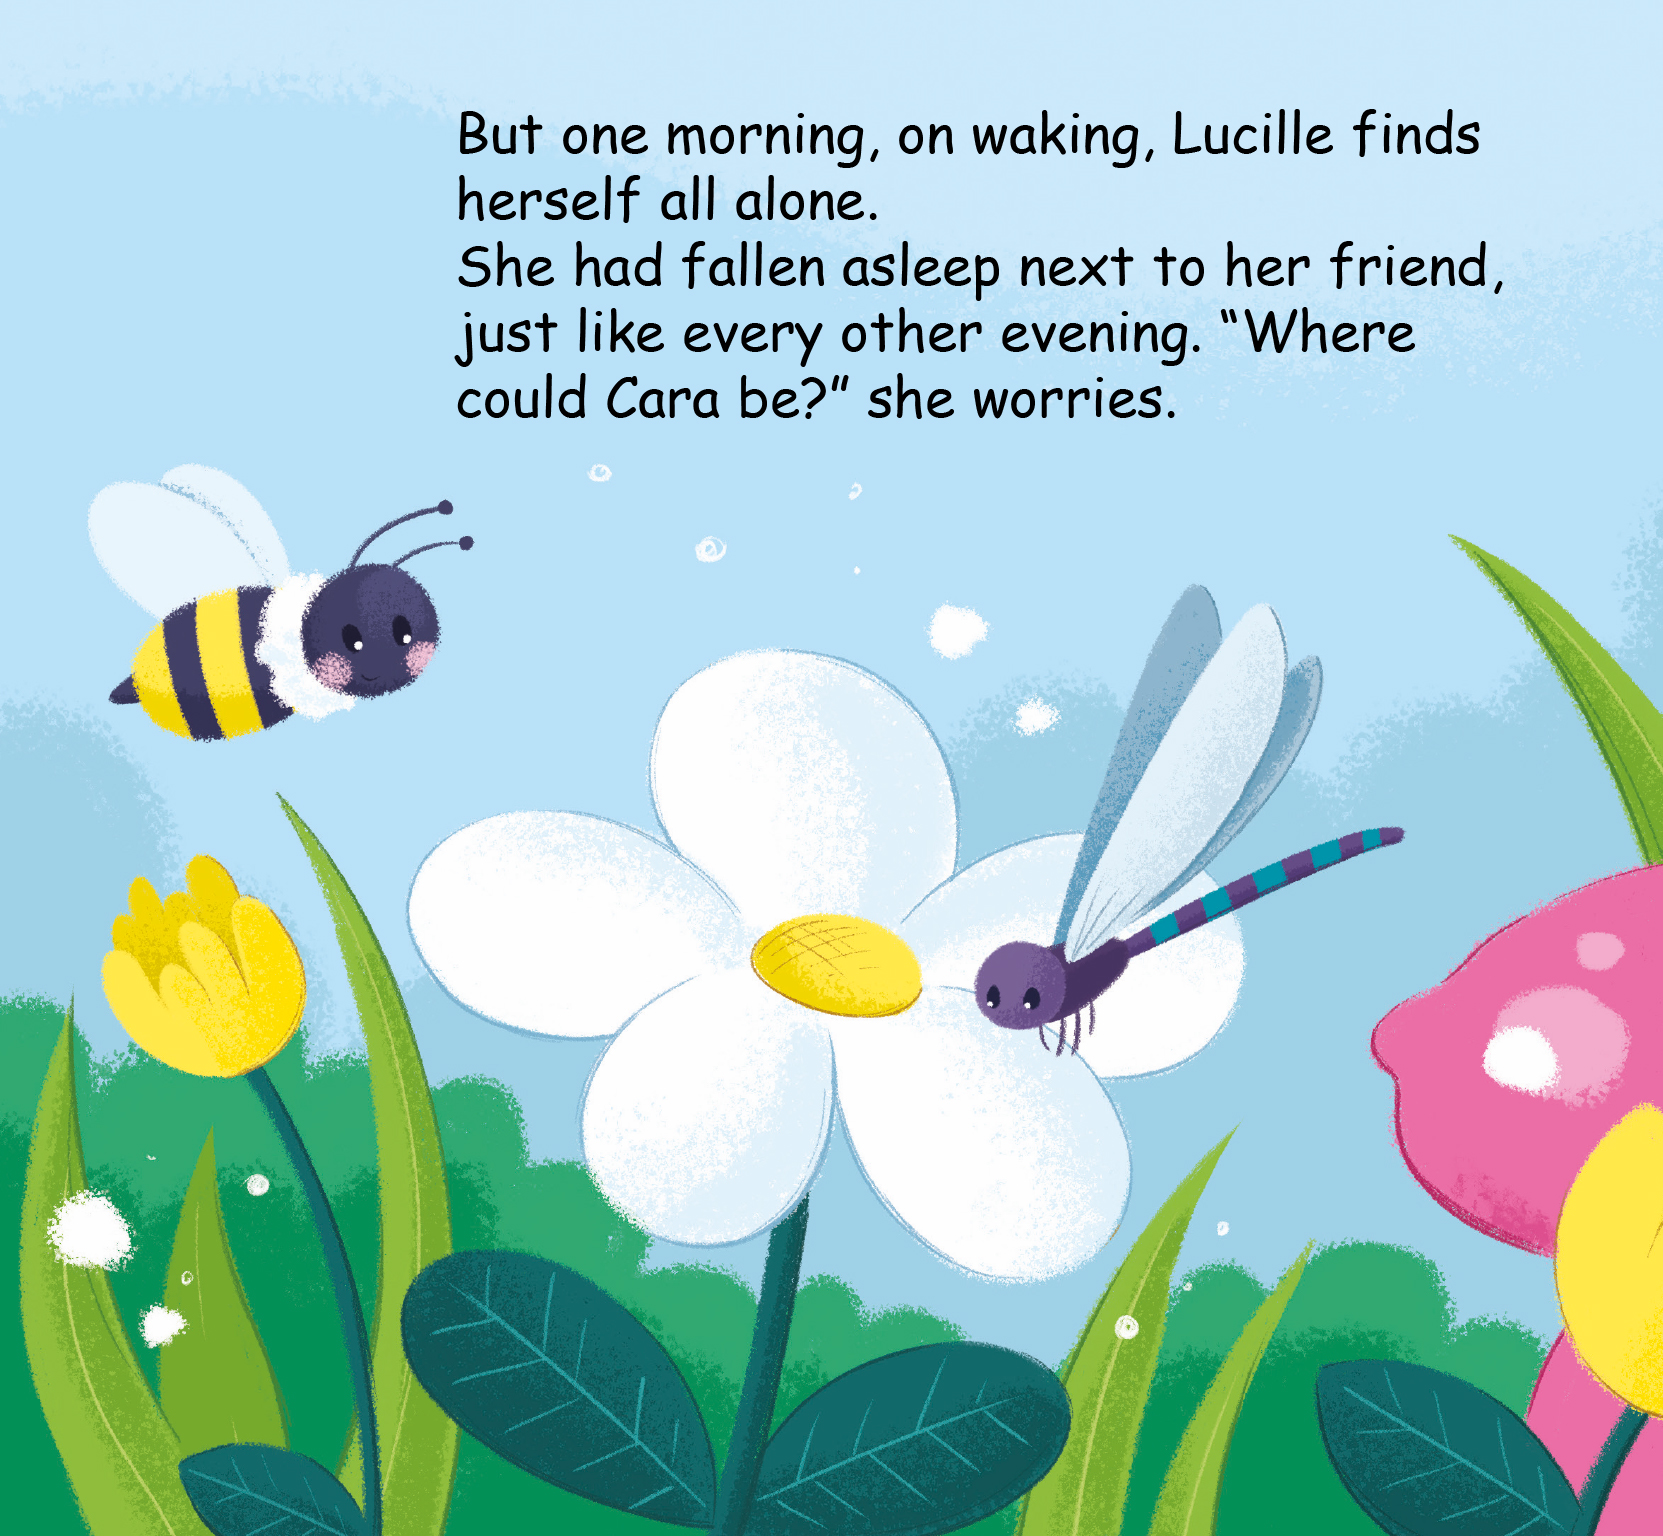 But one morning, on waking, Lucille finds
herself all alone.
She had fallen asleep next to her friend,
just like every other evening. “Where
could Cara be?” she worries.